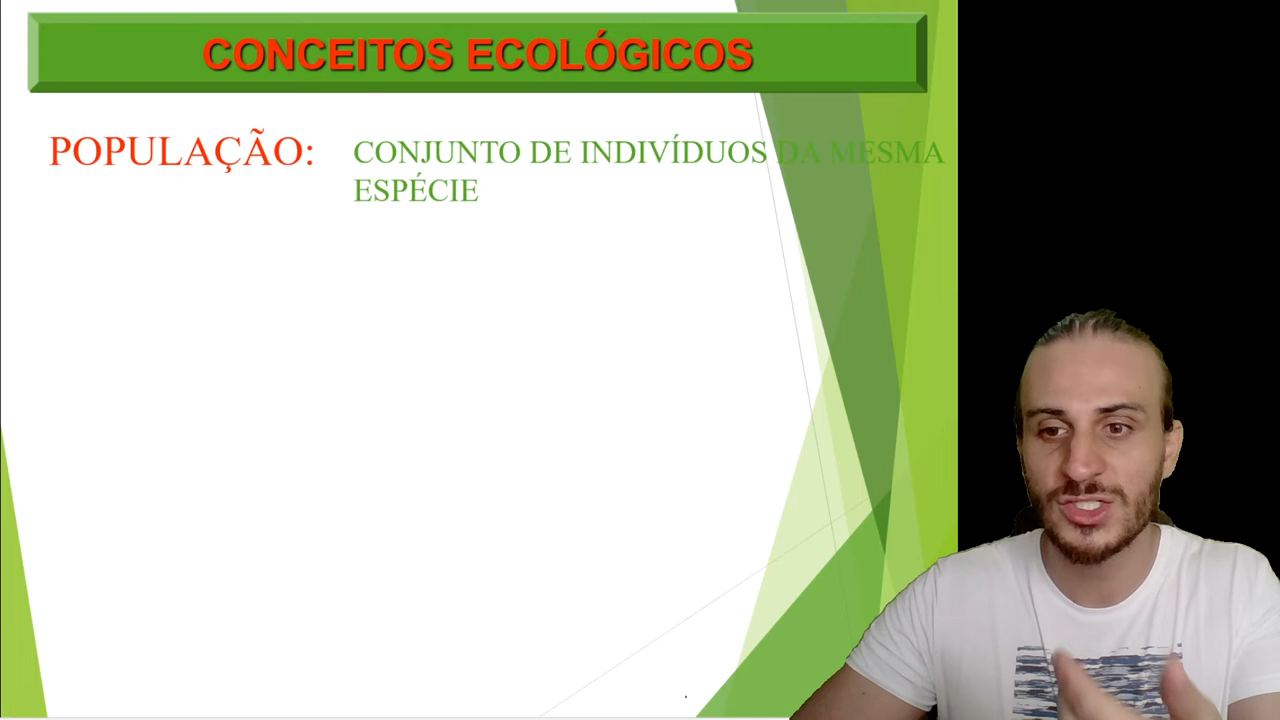 CONCEITOS ECOLÓGICOS
POPULAÇÃO: CONJUNTO DE INDIVÍDUOS DA MESMA
ESPÉCIE